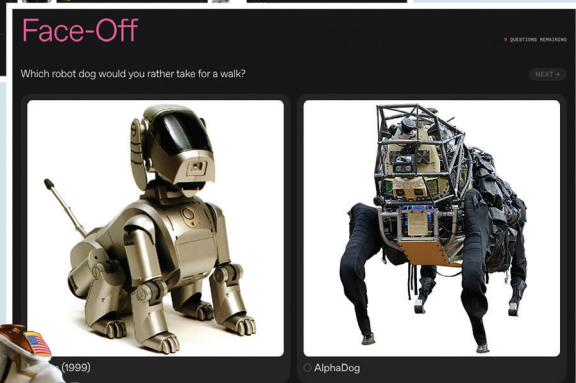 Face-Off
9 QUESTIONS REMAINING
Which robot dog would you rather take for a walk?
NEXT →
(1999)
AlphaDog